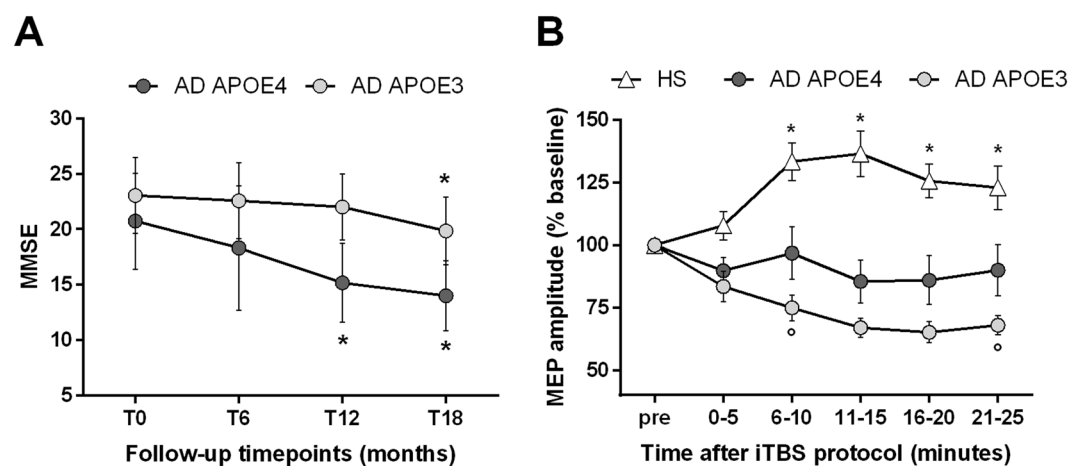 A
AD APOE4 AD APOE3
MMSE
30
25
20
15
10
5
T0 T6 T12 T18
* * *
Follow-up timepoints (months)
B
HS AD APOE4 AD APOE3
MEP amplitude (% baseline)
150
125
100
75
50
* * * *
° °
pre 0-5 6-10 11-15 16-20 21-25
Time after iTBS protocol (minutes)